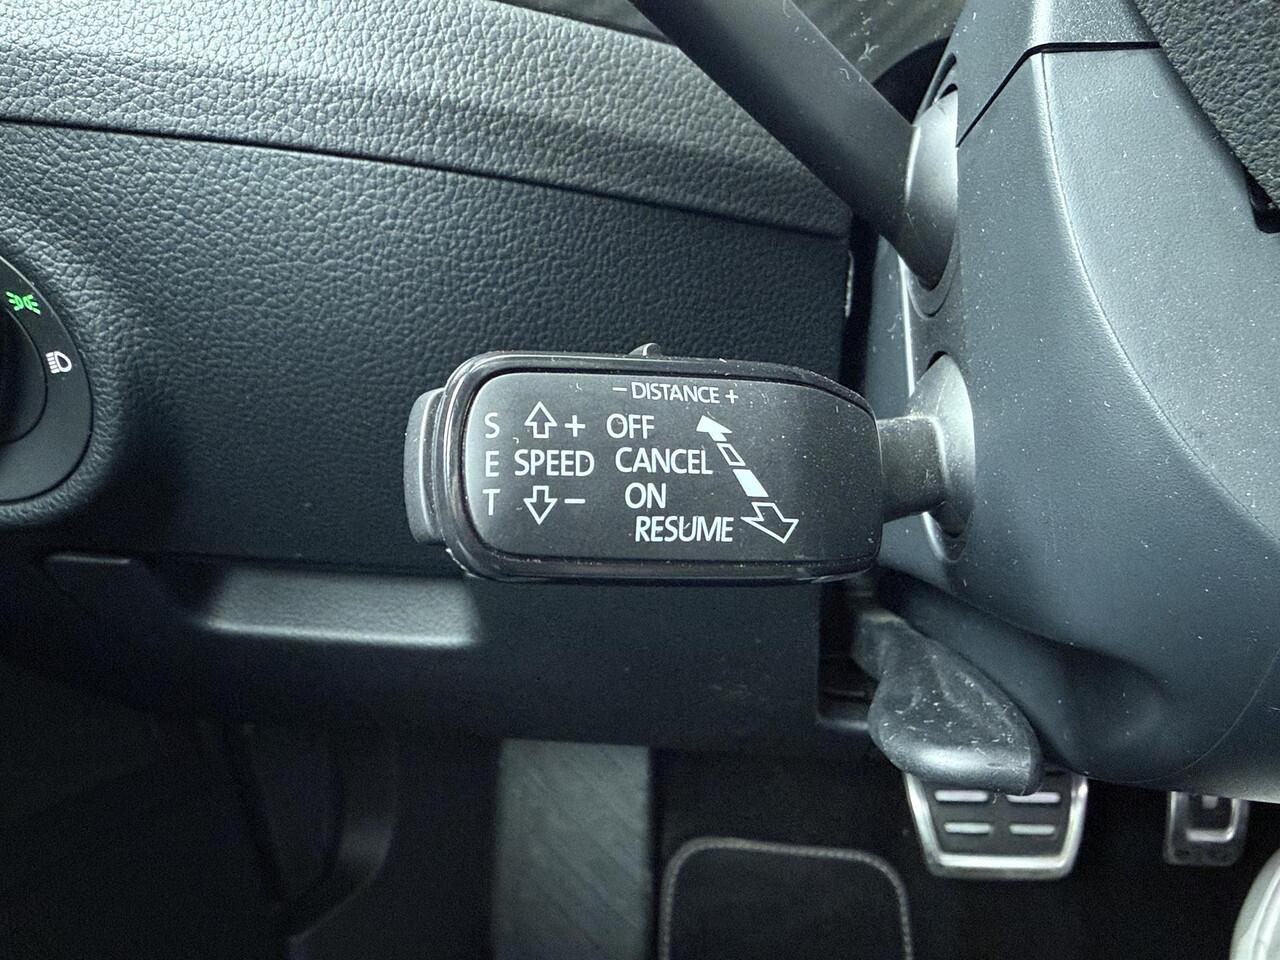 − DISTANCE +
S + OFF
E SPEED CANCEL
T − ON
RESUME